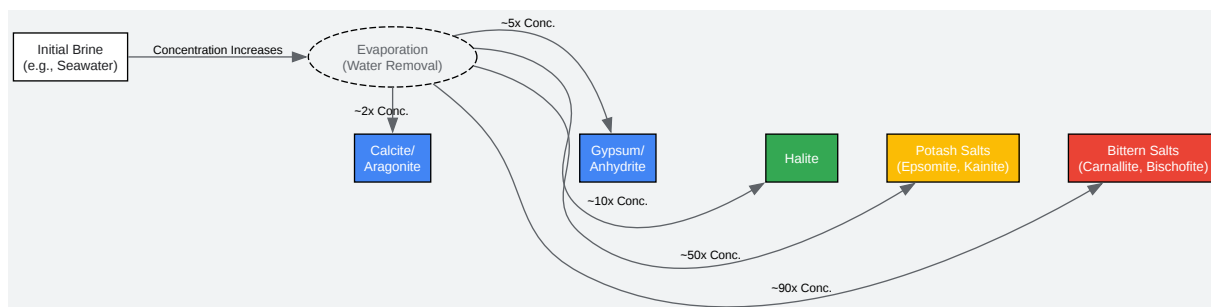 ~5x Conc.
Initial Brine
(e.g., Seawater)
Concentration Increases
Evaporation
(Water Removal)
~2x Conc.
Calcite/
Aragonite
Gypsum/
Anhydrite
Halite
Potash Salts
(Epsomite, Kainite)
Bittern Salts
(Carnallite, Bischofite)
~10x Conc.
~50x Conc.
~90x Conc.